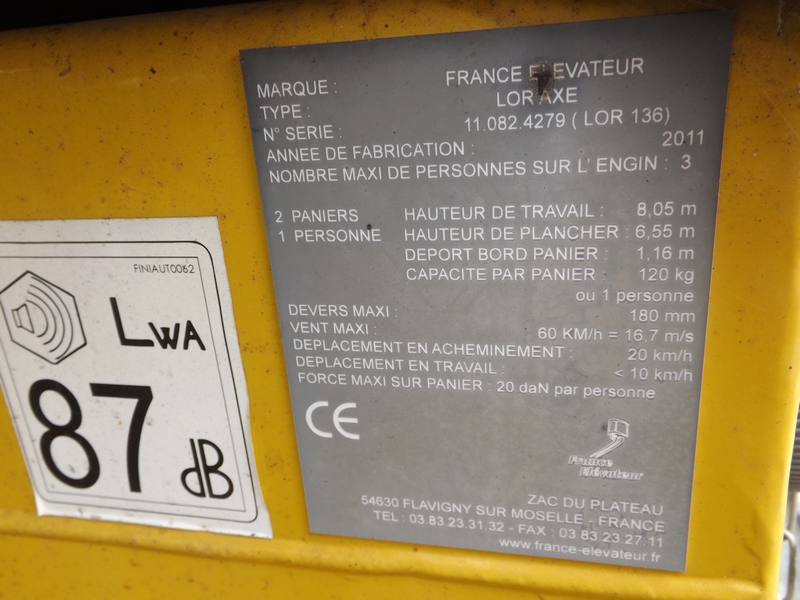 MARQUE : FRANCE ELEVATEUR
TYPE : LOR AXE
N° SERIE : 11.082.4279 ( LOR 136)
ANNEE DE FABRICATION : 2011
NOMBRE MAXI DE PERSONNES SUR L' ENGIN : 3
2 PANIERS HAUTEUR DE TRAVAIL : 8,05 m
1 PERSONNE HAUTEUR DE PLANCHER : 6,55 m
DEPORT BORD PANIER : 1,16 m
CAPACITE PAR PANIER : 120 kg
ou 1 personne
DEVERS MAXI : 180 mm
VENT MAXI : 60 KM/h = 16,7 m/s
DEPLACEMENT EN ACHEMINEMENT : 20 km/h
DEPLACEMENT EN TRAVAIL : < 10 km/h
FORCE MAXI SUR PANIER : 20 daN par personne
CE
France
Elévateur
ZAC DU PLATEAU
54630 FLAVIGNY SUR MOSELLE - FRANCE
TEL : 03.83.23.31.32 - FAX : 03.83.23.27.11
www.france-elevateur.fr
FINIAUT0062
LWA
87 dB